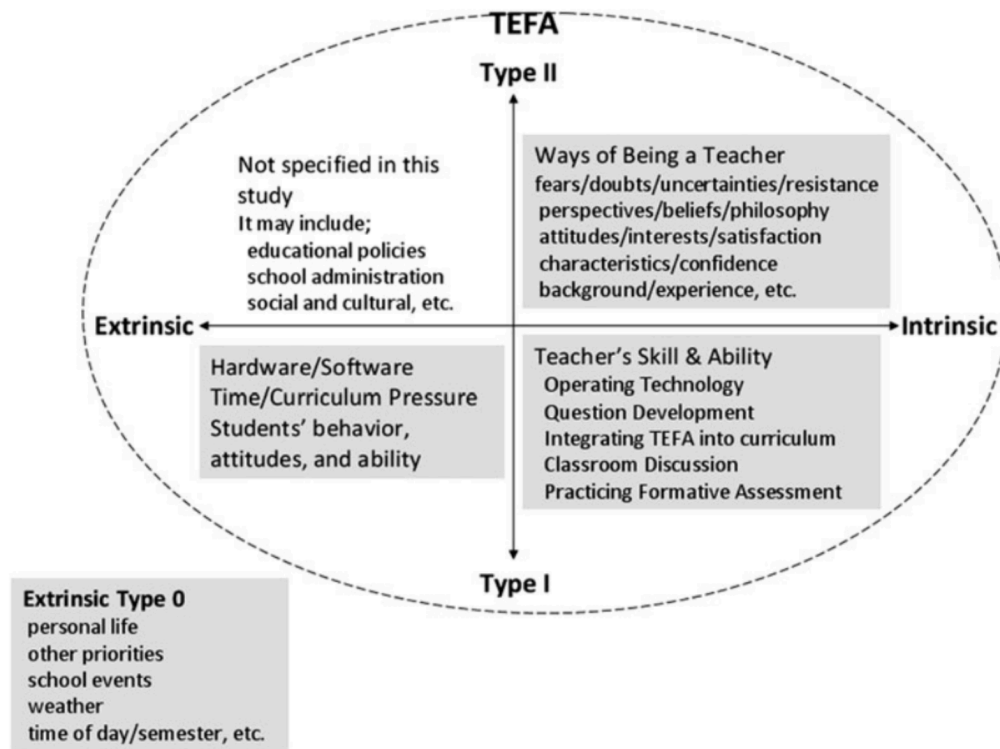 TEFA
Type II
Not specified in this
study
It may include;
educational policies
school administration
social and cultural, etc.
Ways of Being a Teacher
fears/doubts/uncertainties/resistance
perspectives/beliefs/philosophy
attitudes/interests/satisfaction
characteristics/confidence
background/experience, etc.
Extrinsic
Intrinsic
Hardware/Software
Time/Curriculum Pressure
Students' behavior,
attitudes, and ability
Teacher's Skill & Ability
Operating Technology
Question Development
Integrating TEFA into curriculum
Classroom Discussion
Practicing Formative Assessment
Type I
Extrinsic Type 0
personal life
other priorities
school events
weather
time of day/semester, etc.